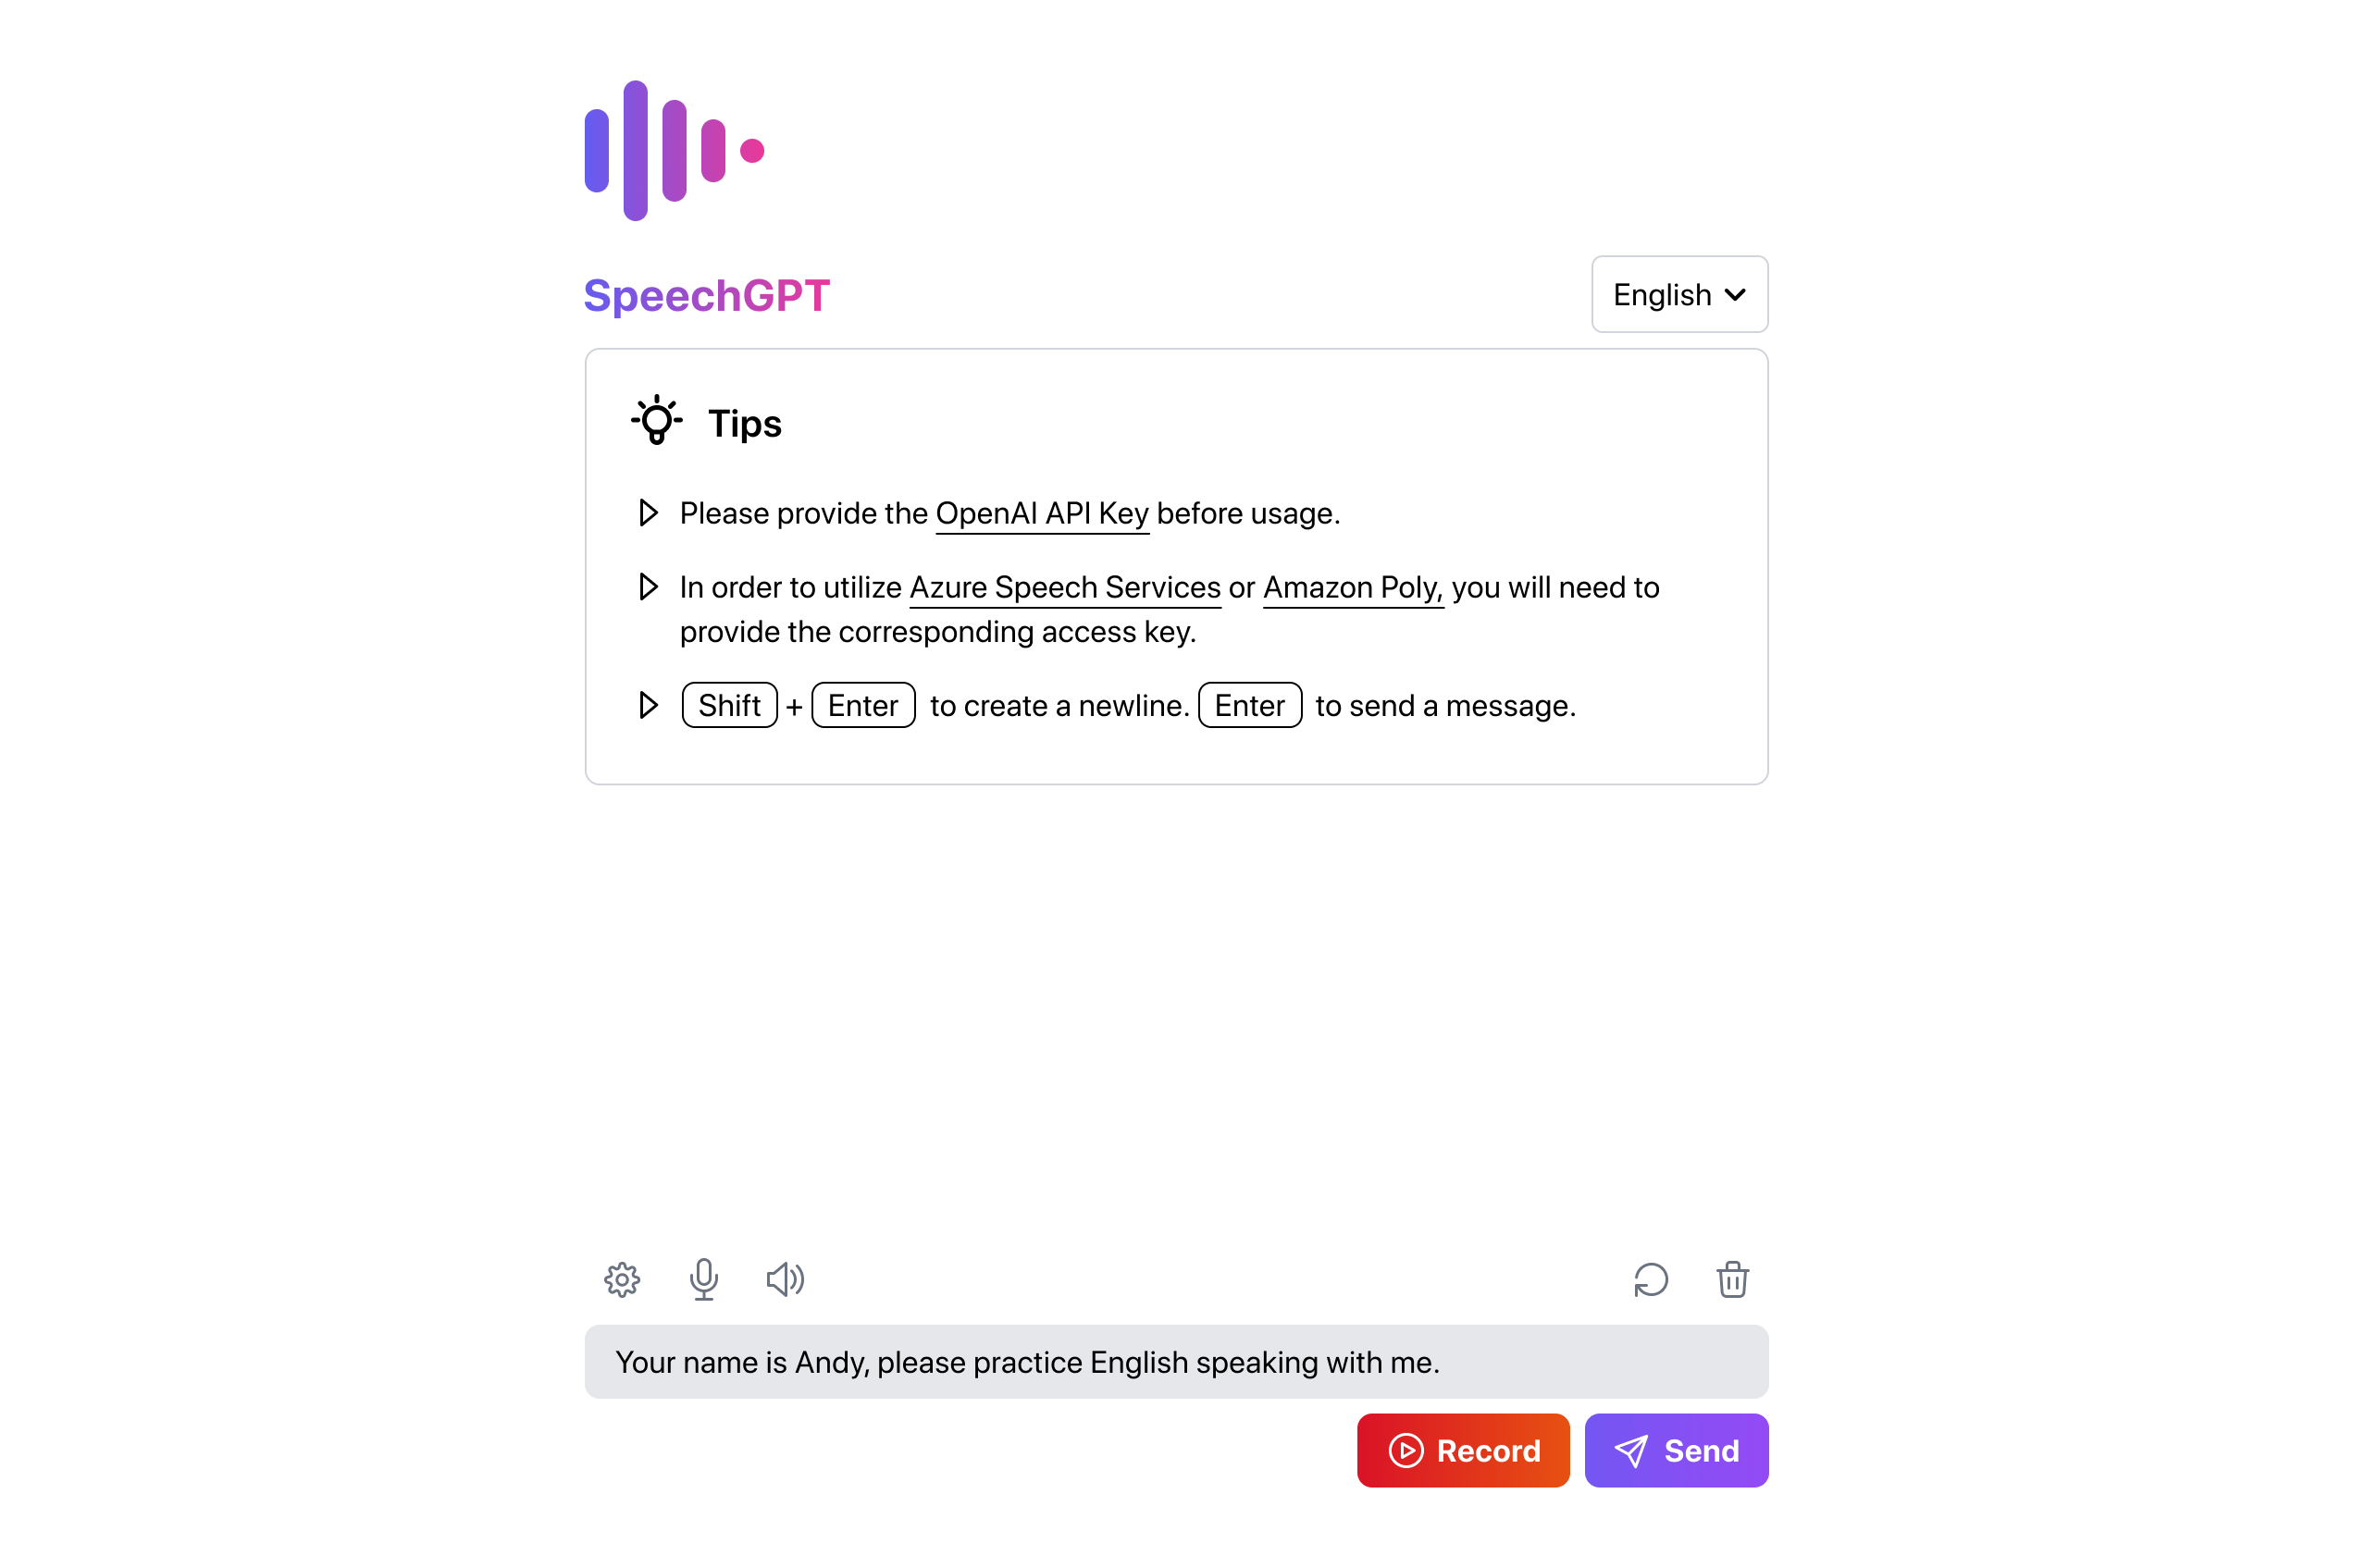 SpeechGPT
English
Tips
Please provide the OpenAI API Key before usage.
In order to utilize Azure Speech Services or Amazon Poly, you will need to
provide the corresponding access key.
Shift + Enter to create a newline. Enter to send a message.
Your name is Andy, please practice English speaking with me.
Record Send